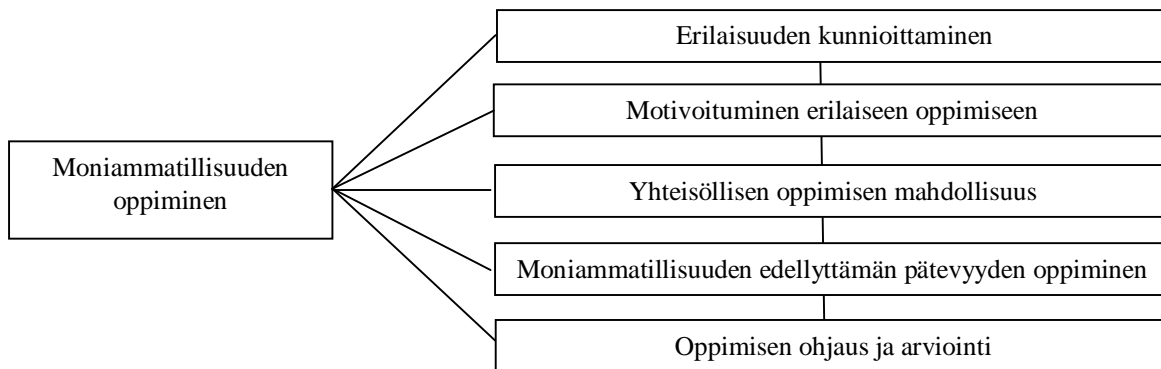 Moniammatillisuuden
oppiminen
Erilaisuuden kunnioittaminen
Motivoituminen erilaiseen oppimiseen
Yhteisöllisen oppimisen mahdollisuus
Moniammatillisuuden edellyttämän pätevyyden oppiminen
Oppimisen ohjaus ja arviointi